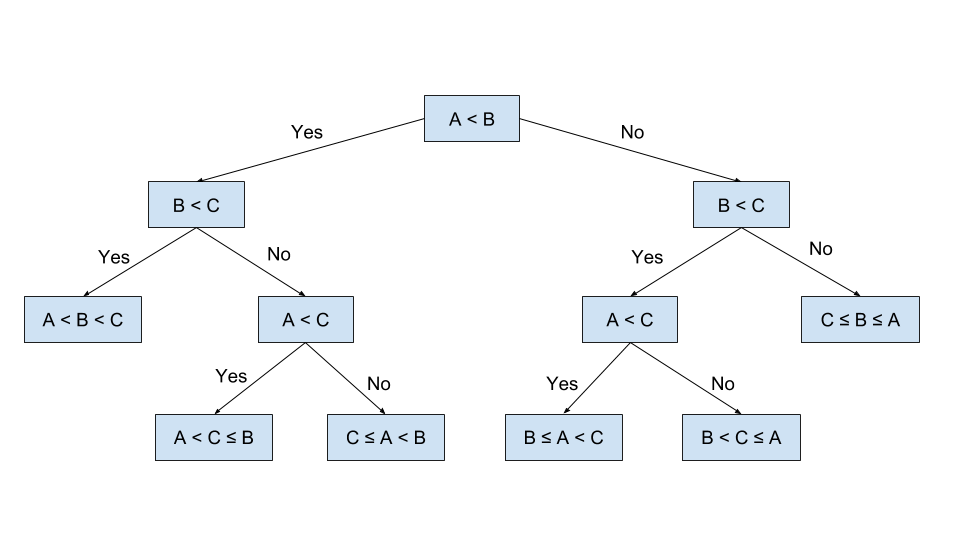 A < B
Yes
No
B < C
B < C
Yes
No
Yes
No
A < B < C
A < C
A < C
C ≤ B ≤ A
Yes
No
Yes
No
A < C ≤ B
C ≤ A < B
B ≤ A < C
B < C ≤ A